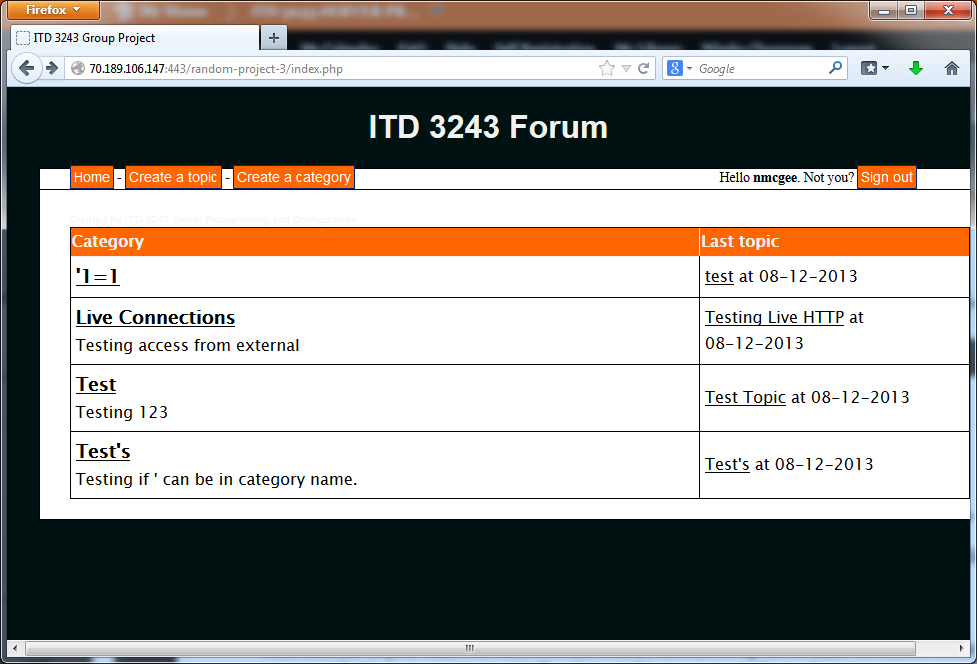 Firefox
ITD 3243 Group Project
70.189.106.147:443/random-project-3/index.php
Google
ITD 3243 Forum
Home - Create a topic - Create a category
Hello nmcgee. Not you? Sign out
Created for ITD 3243 Server Programming and Configuration
Category Last topic
'1=1 test at 08-12-2013
Live Connections
Testing access from external
Testing Live HTTP at
08-12-2013
Test
Testing 123
Test Topic at 08-12-2013
Test's
Testing if ' can be in category name.
Test's at 08-12-2013